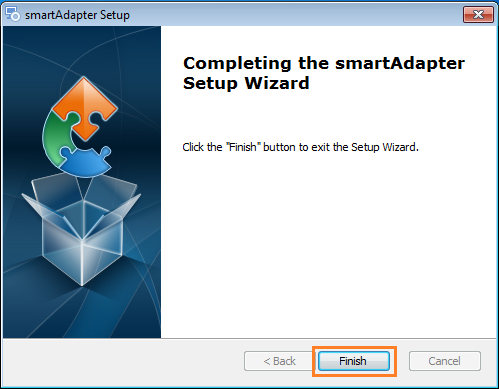 smartAdapter Setup
Completing the smartAdapter
Setup Wizard
Click the "Finish" button to exit the Setup Wizard.
< Back
Finish
Cancel